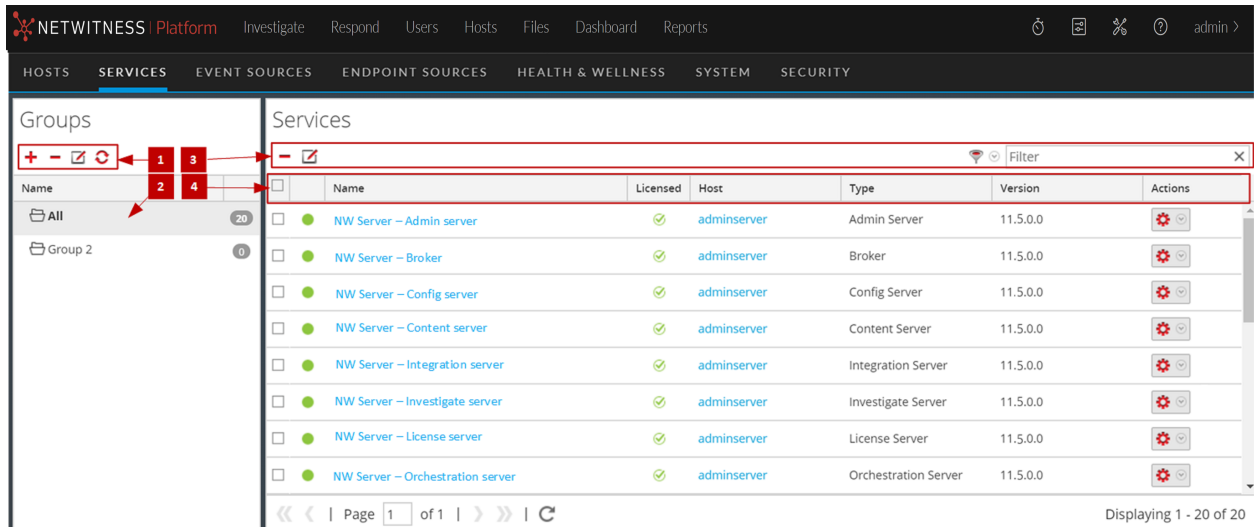 NETWITNESS | Platform Investigate Respond Users Hosts Files Dashboard Reports admin >
HOSTS SERVICES EVENT SOURCES ENDPOINT SOURCES HEALTH & WELLNESS SYSTEM SECURITY
Groups
Services
1 3
Filter
Name
2 4
Name Licensed Host Type Version Actions
All 20
NW Server – Admin server adminserver Admin Server 11.5.0.0
Group 2 0
NW Server – Broker adminserver Broker 11.5.0.0
NW Server – Config server adminserver Config Server 11.5.0.0
NW Server – Content server adminserver Content Server 11.5.0.0
NW Server – Integration server adminserver Integration Server 11.5.0.0
NW Server – Investigate server adminserver Investigate Server 11.5.0.0
NW Server – License server adminserver License Server 11.5.0.0
NW Server – Orchestration server adminserver Orchestration Server 11.5.0.0
| Page 1 of 1 | | Displaying 1 - 20 of 20